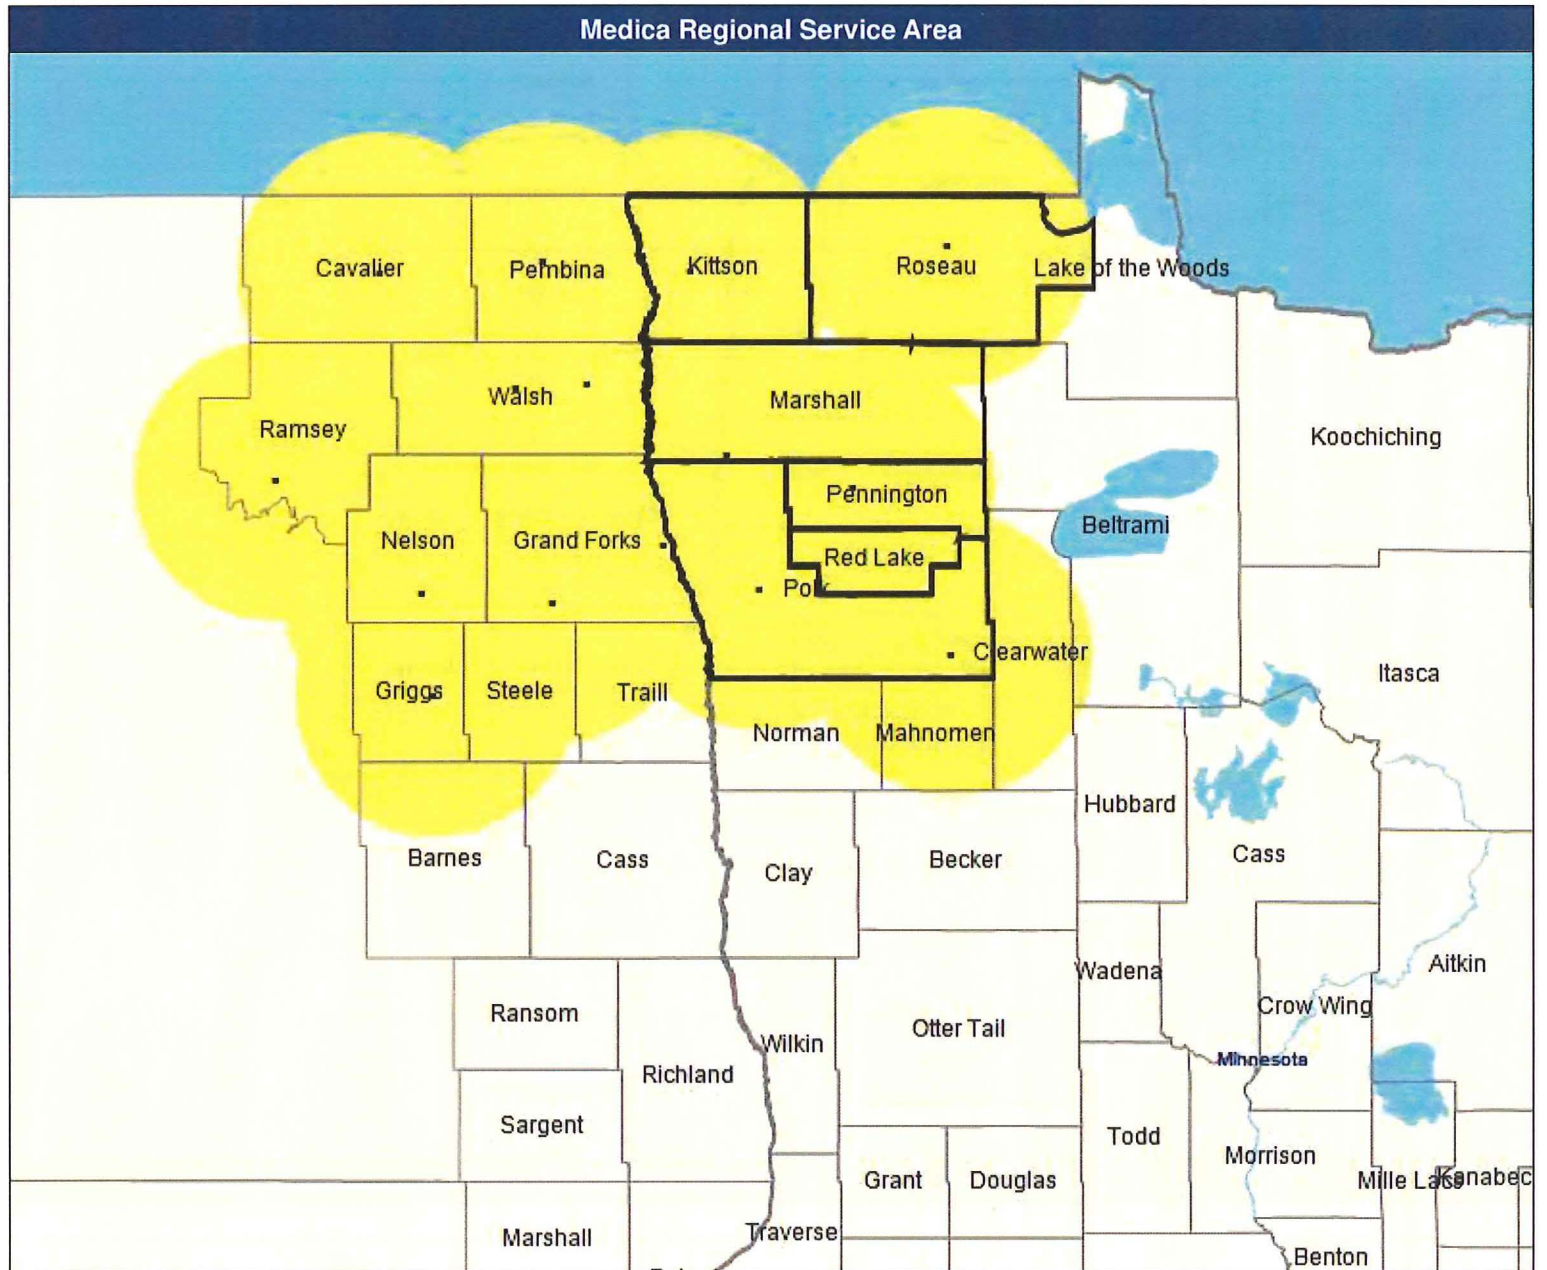 Medica Regional Service Area
Cavalier
Pembina
Kittson
Roseau
Lake of the Woods
Walsh
Marshall
Ramsey
Koochiching
Pennington
Beltrami
Nelson
Grand Forks
Red Lake
Polk
Clearwater
Griggs
Steele
Traill
Itasca
Norman
Mahnomen
Hubbard
Barnes
Cass
Clay
Becker
Cass
Wadena
Aitkin
Crow Wing
Ransom
Otter Tail
Wilkin
Minnesota
Richland
Sargent
Todd
Morrison
Grant
Douglas
Mille Lacs
Kanabec
Marshall
Traverse
Benton